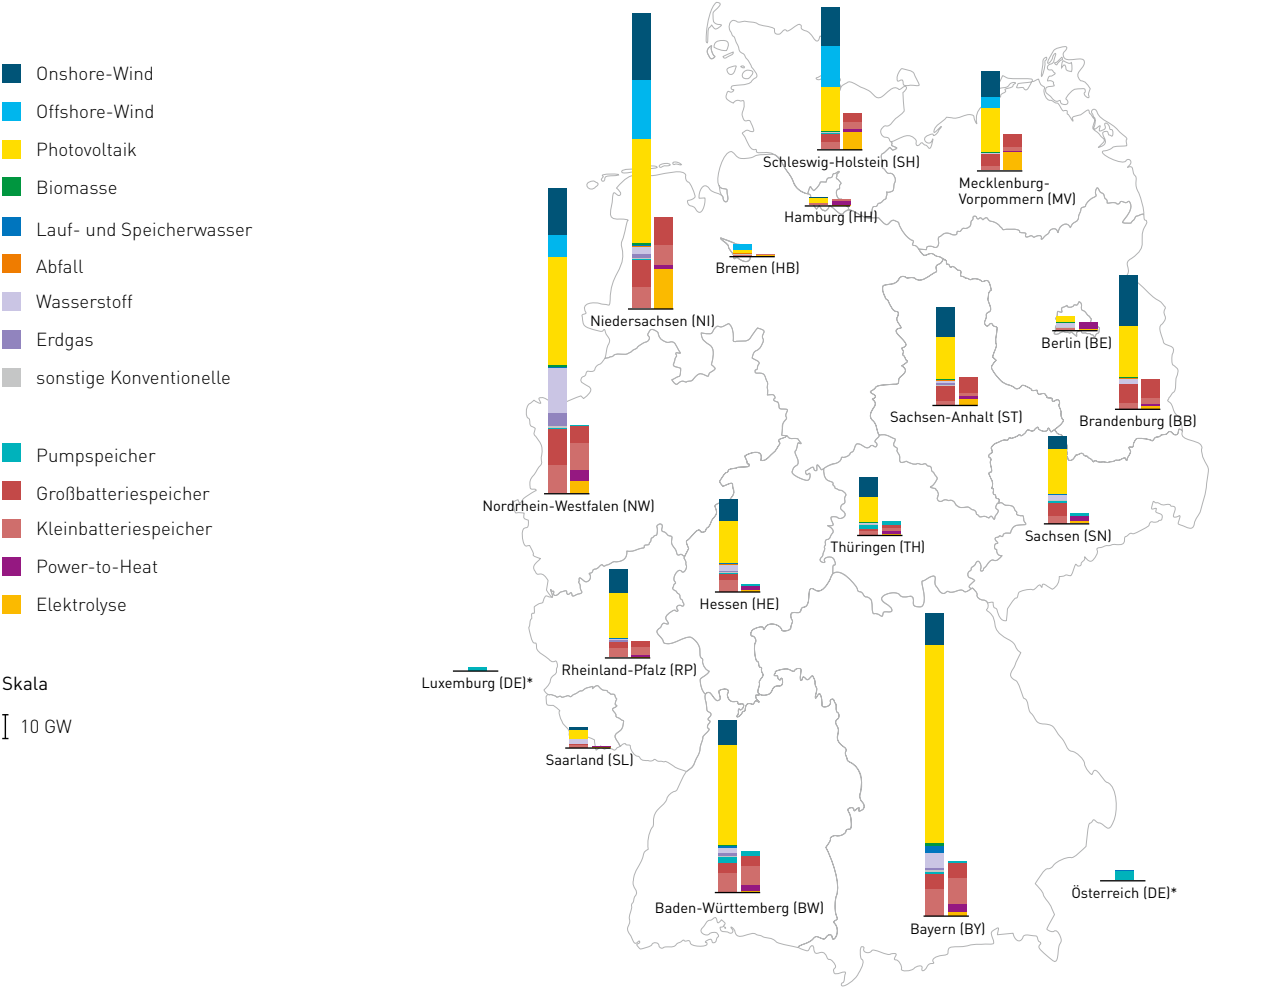 Onshore-Wind
Offshore-Wind
Photovoltaik
Biomasse
Lauf- und Speicherwasser
Abfall
Wasserstoff
Erdgas
sonstige Konventionelle
Pumpspeicher
Großbatteriespeicher
Kleinbatteriespeicher
Power-to-Heat
Elektrolyse
Skala
10 GW
Schleswig-Holstein (SH)
Mecklenburg-
Vorpommern (MV)
Hamburg (HH)
Bremen (HB)
Niedersachsen (NI)
Berlin (BE)
Sachsen-Anhalt (ST)
Brandenburg (BB)
Nordrhein-Westfalen (NW)
Sachsen (SN)
Thüringen (TH)
Hessen (HE)
Rheinland-Pfalz (RP)
Luxemburg (DE)*
Saarland (SL)
Österreich (DE)*
Baden-Württemberg (BW)
Bayern (BY)